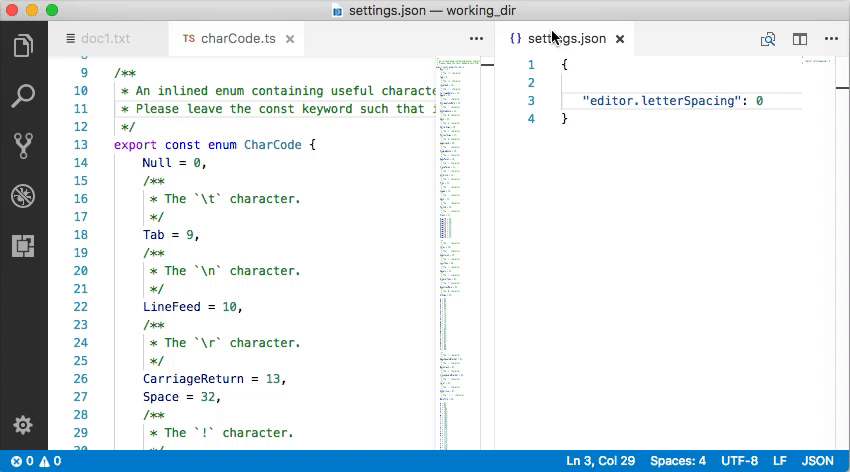 settings.json — working_dir
doc1.txt
TS charCode.ts
{} settings.json
9 /**
10 * An inlined enum containing useful characte
11 * Please leave the const keyword such that i
12 */
13 export const enum CharCode {
14 Null = 0,
15 /**
16 * The `\t` character.
17 */
18 Tab = 9,
19 /**
20 * The `\n` character.
21 */
22 LineFeed = 10,
23 /**
24 * The `\r` character.
25 */
26 CarriageReturn = 13,
27 Space = 32,
28 /**
29 * The `!` character.
1 {
2
3 "editor.letterSpacing": 0
4 }
0 0 Ln 3, Col 29 Spaces: 4 UTF-8 LF JSON